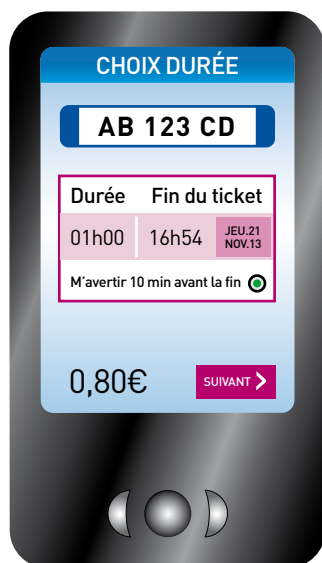 CHOIX DURÉE
AB 123 CD
Durée Fin du ticket
01h00 16h54 JEU.21
NOV.13
M'avertir 10 min avant la fin
0,80€ SUIVANT